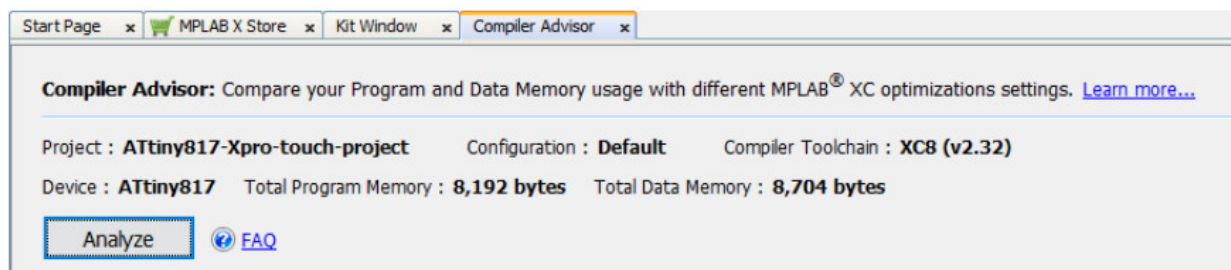 Start Page x MPLAB X Store x Kit Window x Compiler Advisor x
Compiler Advisor: Compare your Program and Data Memory usage with different MPLAB® XC optimizations settings. Learn more...
Project : ATtiny817-Xpro-touch-project Configuration : Default Compiler Toolchain : XC8 (v2.32)
Device : ATtiny817 Total Program Memory : 8,192 bytes Total Data Memory : 8,704 bytes
Analyze ? FAQ